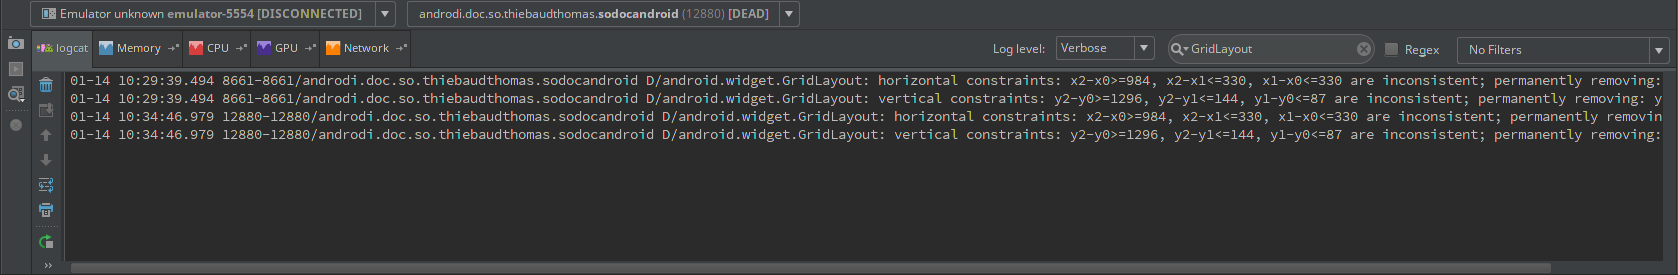 Emulator unknown emulator-5554 [DISCONNECTED] androdi.doc.so.thiebaudthomas.sodocandroid (12880) [DEAD]
logcat Memory CPU GPU Network Log level: Verbose GridLayout Regex No Filters
01-14 10:29:39.494 8661-8661/androdi.doc.so.thiebaudthomas.sodocandroid D/android.widget.GridLayout: horizontal constraints: x2-x0>=984, x2-x1<=330, x1-x0<=330 are inconsistent; permanently removing:
01-14 10:29:39.494 8661-8661/androdi.doc.so.thiebaudthomas.sodocandroid D/android.widget.GridLayout: vertical constraints: y2-y0>=1296, y2-y1<=144, y1-y0<=87 are inconsistent; permanently removing: y
01-14 10:34:46.979 12880-12880/androdi.doc.so.thiebaudthomas.sodocandroid D/android.widget.GridLayout: horizontal constraints: x2-x0>=984, x2-x1<=330, x1-x0<=330 are inconsistent; permanently removin
01-14 10:34:46.979 12880-12880/androdi.doc.so.thiebaudthomas.sodocandroid D/android.widget.GridLayout: vertical constraints: y2-y0>=1296, y2-y1<=144, y1-y0<=87 are inconsistent; permanently removing: